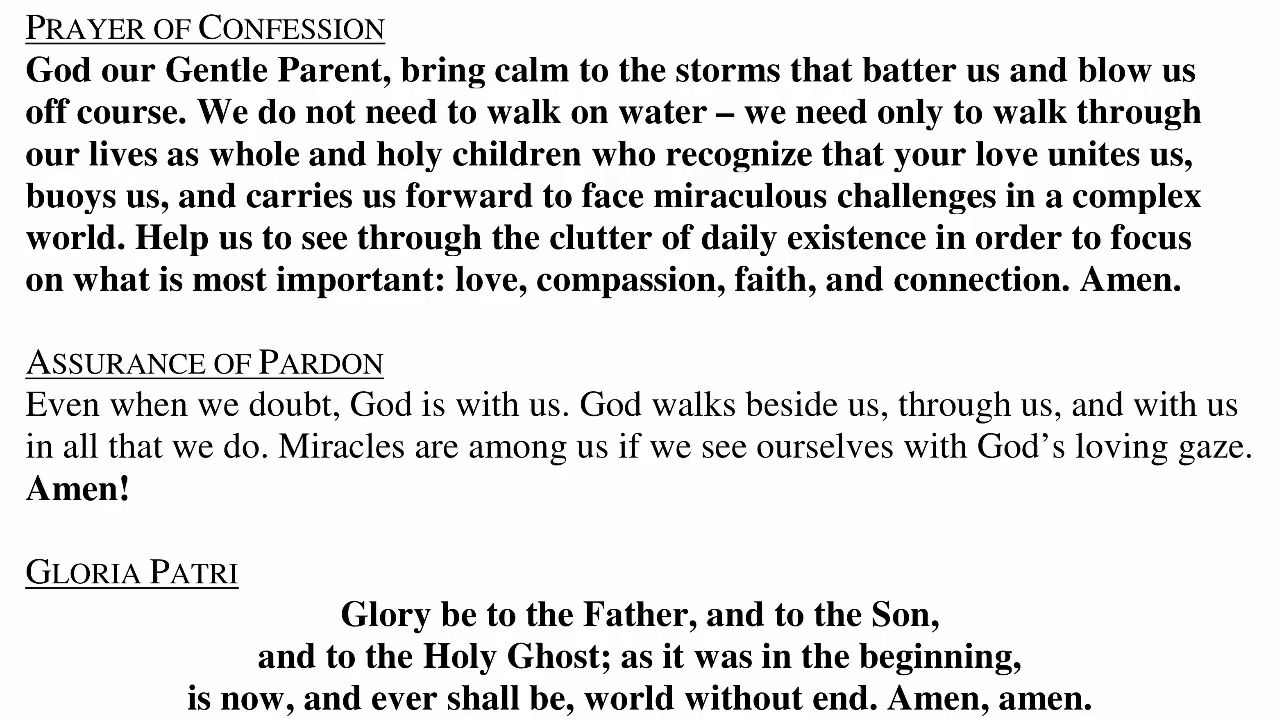 PRAYER OF CONFESSION
God our Gentle Parent, bring calm to the storms that batter us and blow us
off course. We do not need to walk on water – we need only to walk through
our lives as whole and holy children who recognize that your love unites us,
buoys us, and carries us forward to face miraculous challenges in a complex
world. Help us to see through the clutter of daily existence in order to focus
on what is most important: love, compassion, faith, and connection. Amen.
ASSURANCE OF PARDON
Even when we doubt, God is with us. God walks beside us, through us, and with us
in all that we do. Miracles are among us if we see ourselves with God’s loving gaze.
Amen!
GLORIA PATRI
Glory be to the Father, and to the Son,
and to the Holy Ghost; as it was in the beginning,
is now, and ever shall be, world without end. Amen, amen.